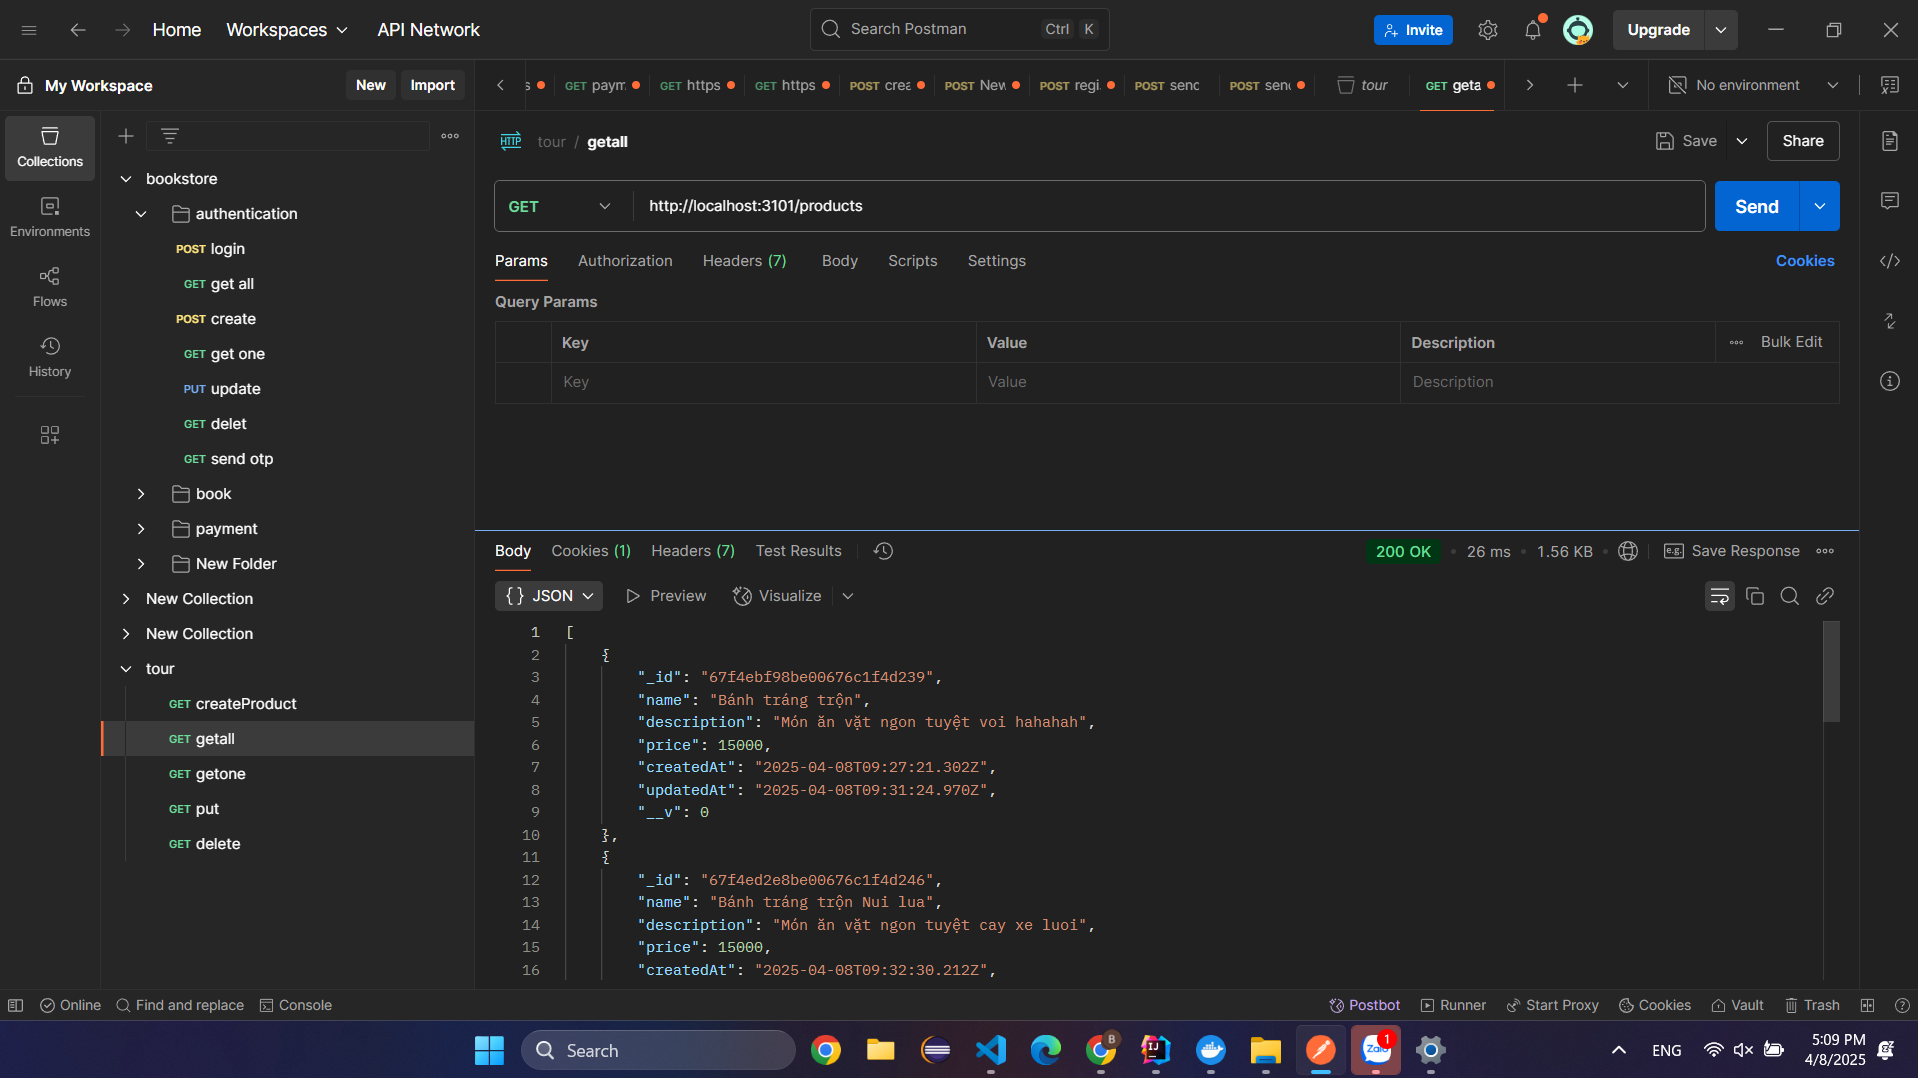 Home Workspaces API Network Search Postman Ctrl K Invite Upgrade
My Workspace New Import
s GET paym GET https GET https POST crea POST New POST regi POST senc POST sen tour GET geta No environment
Collections
Environments
Flows
History
bookstore
authentication
POST login
GET get all
POST create
GET get one
PUT update
GET delet
GET send otp
book
payment
New Folder
New Collection
New Collection
tour
GET createProduct
GET getall
GET getone
GET put
GET delete
HTTP tour / getall Save Share
GET http://localhost:3101/products Send
Params Authorization Headers (7) Body Scripts Settings Cookies
Query Params
Key Value Description Bulk Edit
Key Value Description
Body Cookies (1) Headers (7) Test Results 200 OK 26 ms 1.56 KB e.g. Save Response
{} JSON Preview Visualize
1 [
2 {
3 "_id": "67f4ebf98be00676c1f4d239",
4 "name": "Bánh tráng trộn",
5 "description": "Món ăn vặt ngon tuyệt voi hahahah",
6 "price": 15000,
7 "createdAt": "2025-04-08T09:27:21.302Z",
8 "updatedAt": "2025-04-08T09:31:24.970Z",
9 "__v": 0
10 },
11 {
12 "_id": "67f4ed2e8be00676c1f4d246",
13 "name": "Bánh tráng trộn Nui lua",
14 "description": "Món ăn vặt ngon tuyệt cay xe luoi",
15 "price": 15000,
16 "createdAt": "2025-04-08T09:32:30.212Z",
Online Find and replace Console Postbot Runner Start Proxy Cookies Vault Trash
Search B IJ Zalo 1 ENG 5:09 PM
4/8/2025